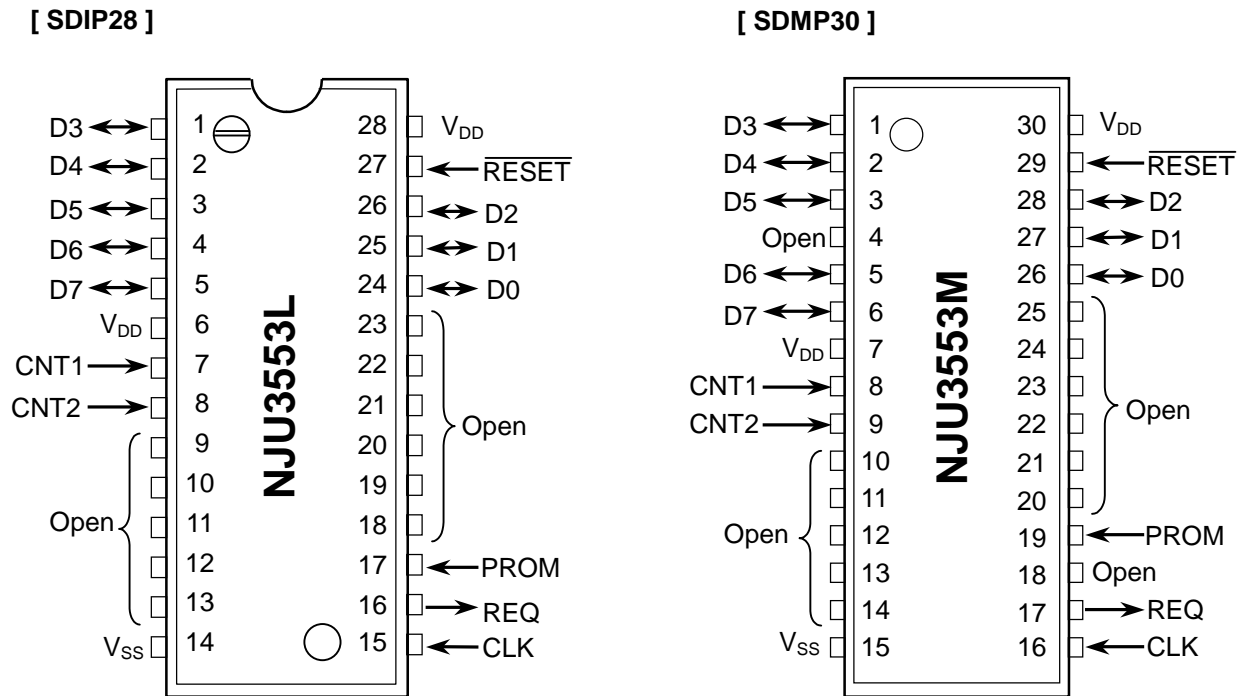 [ SDIP28 ]
D3 1 28 VDD
D4 2 27 RESET
D5 3 26 D2
D6 4 25 D1
D7 5 24 D0
VDD 6 23
CNT1 7 22
CNT2 8 21
9 20
10 19
Open 11 18
12 17 PROM
13 16 REQ
VSS 14 15 CLK
Open
NJU3553L
[ SDMP30 ]
D3 1 30 VDD
D4 2 29 RESET
D5 3 28 D2
Open 4 27 D1
D6 5 26 D0
D7 6 25
VDD 7 24
CNT1 8 23
CNT2 9 22
10 21
11 20
Open 12 19 PROM
13 18 Open
14 17 REQ
VSS 15 16 CLK
Open
NJU3553M